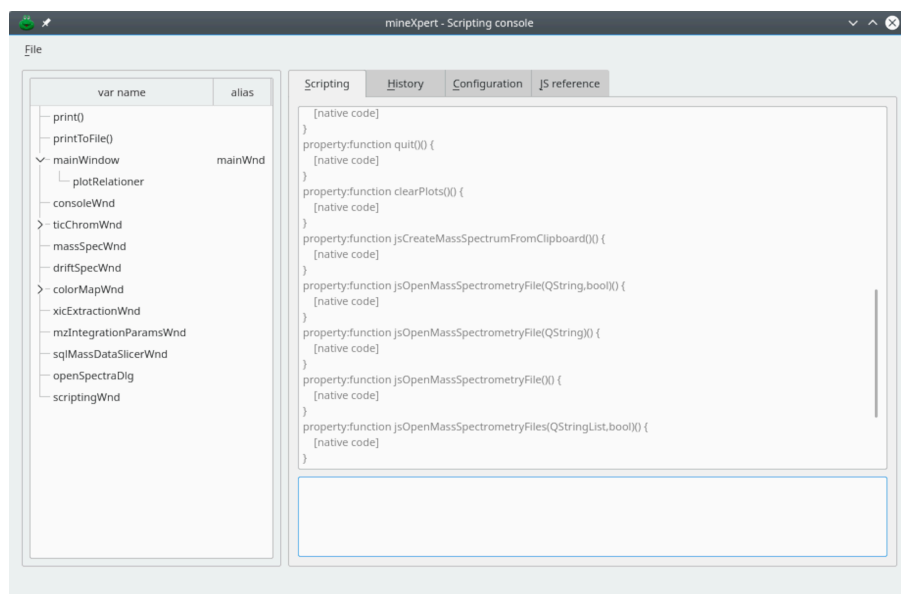 mineXpert - Scripting console
File
var name alias
print()
printToFile()
mainWindow mainWnd
plotRelationer
consoleWnd
ticChromWnd
massSpecWnd
driftSpecWnd
colorMapWnd
xicExtractionWnd
mzIntegrationParamsWnd
sqlMassDataSlicerWnd
openSpectraDlg
scriptingWnd
Scripting History Configuration JS reference
[native code]
}
property:function quit()() {
[native code]
}
property:function clearPlots()() {
[native code]
}
property:function jsCreateMassSpectrumFromClipboard()() {
[native code]
}
property:function jsOpenMassSpectrometryFile(QString,bool)() {
[native code]
}
property:function jsOpenMassSpectrometryFile(QString)() {
[native code]
}
property:function jsOpenMassSpectrometryFile()() {
[native code]
}
property:function jsOpenMassSpectrometryFiles(QStringList,bool)() {
[native code]
}